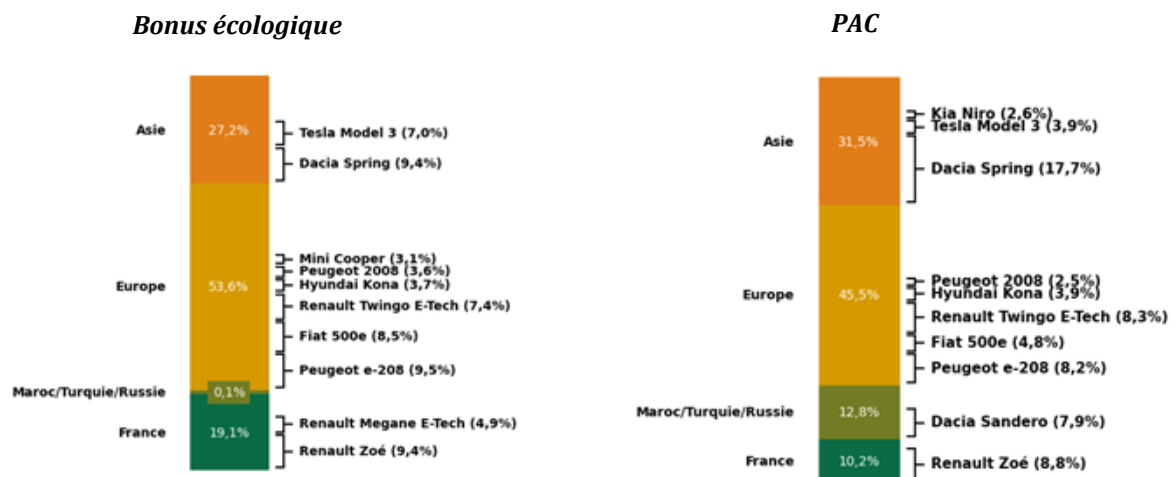 Bonus écologique
Asie
27,2%
Tesla Model 3 (7,0%)
Dacia Spring (9,4%)
Europe
53,6%
Mini Cooper (3,1%)
Peugeot 2008 (3,6%)
Hyundai Kona (3,7%)
Renault Twingo E-Tech (7,4%)
Fiat 500e (8,5%)
Peugeot e-208 (9,5%)
Maroc/Turquie/Russie
0,1%
France
19,1%
Renault Megane E-Tech (4,9%)
Renault Zoé (9,4%)
PAC
Asie
31,5%
Kia Niro (2,6%)
Tesla Model 3 (3,9%)
Dacia Spring (17,7%)
Europe
45,5%
Peugeot 2008 (2,5%)
Hyundai Kona (3,9%)
Renault Twingo E-Tech (8,3%)
Fiat 500e (4,8%)
Peugeot e-208 (8,2%)
Maroc/Turquie/Russie
12,8%
Dacia Sandero (7,9%)
France
10,2%
Renault Zoé (8,8%)